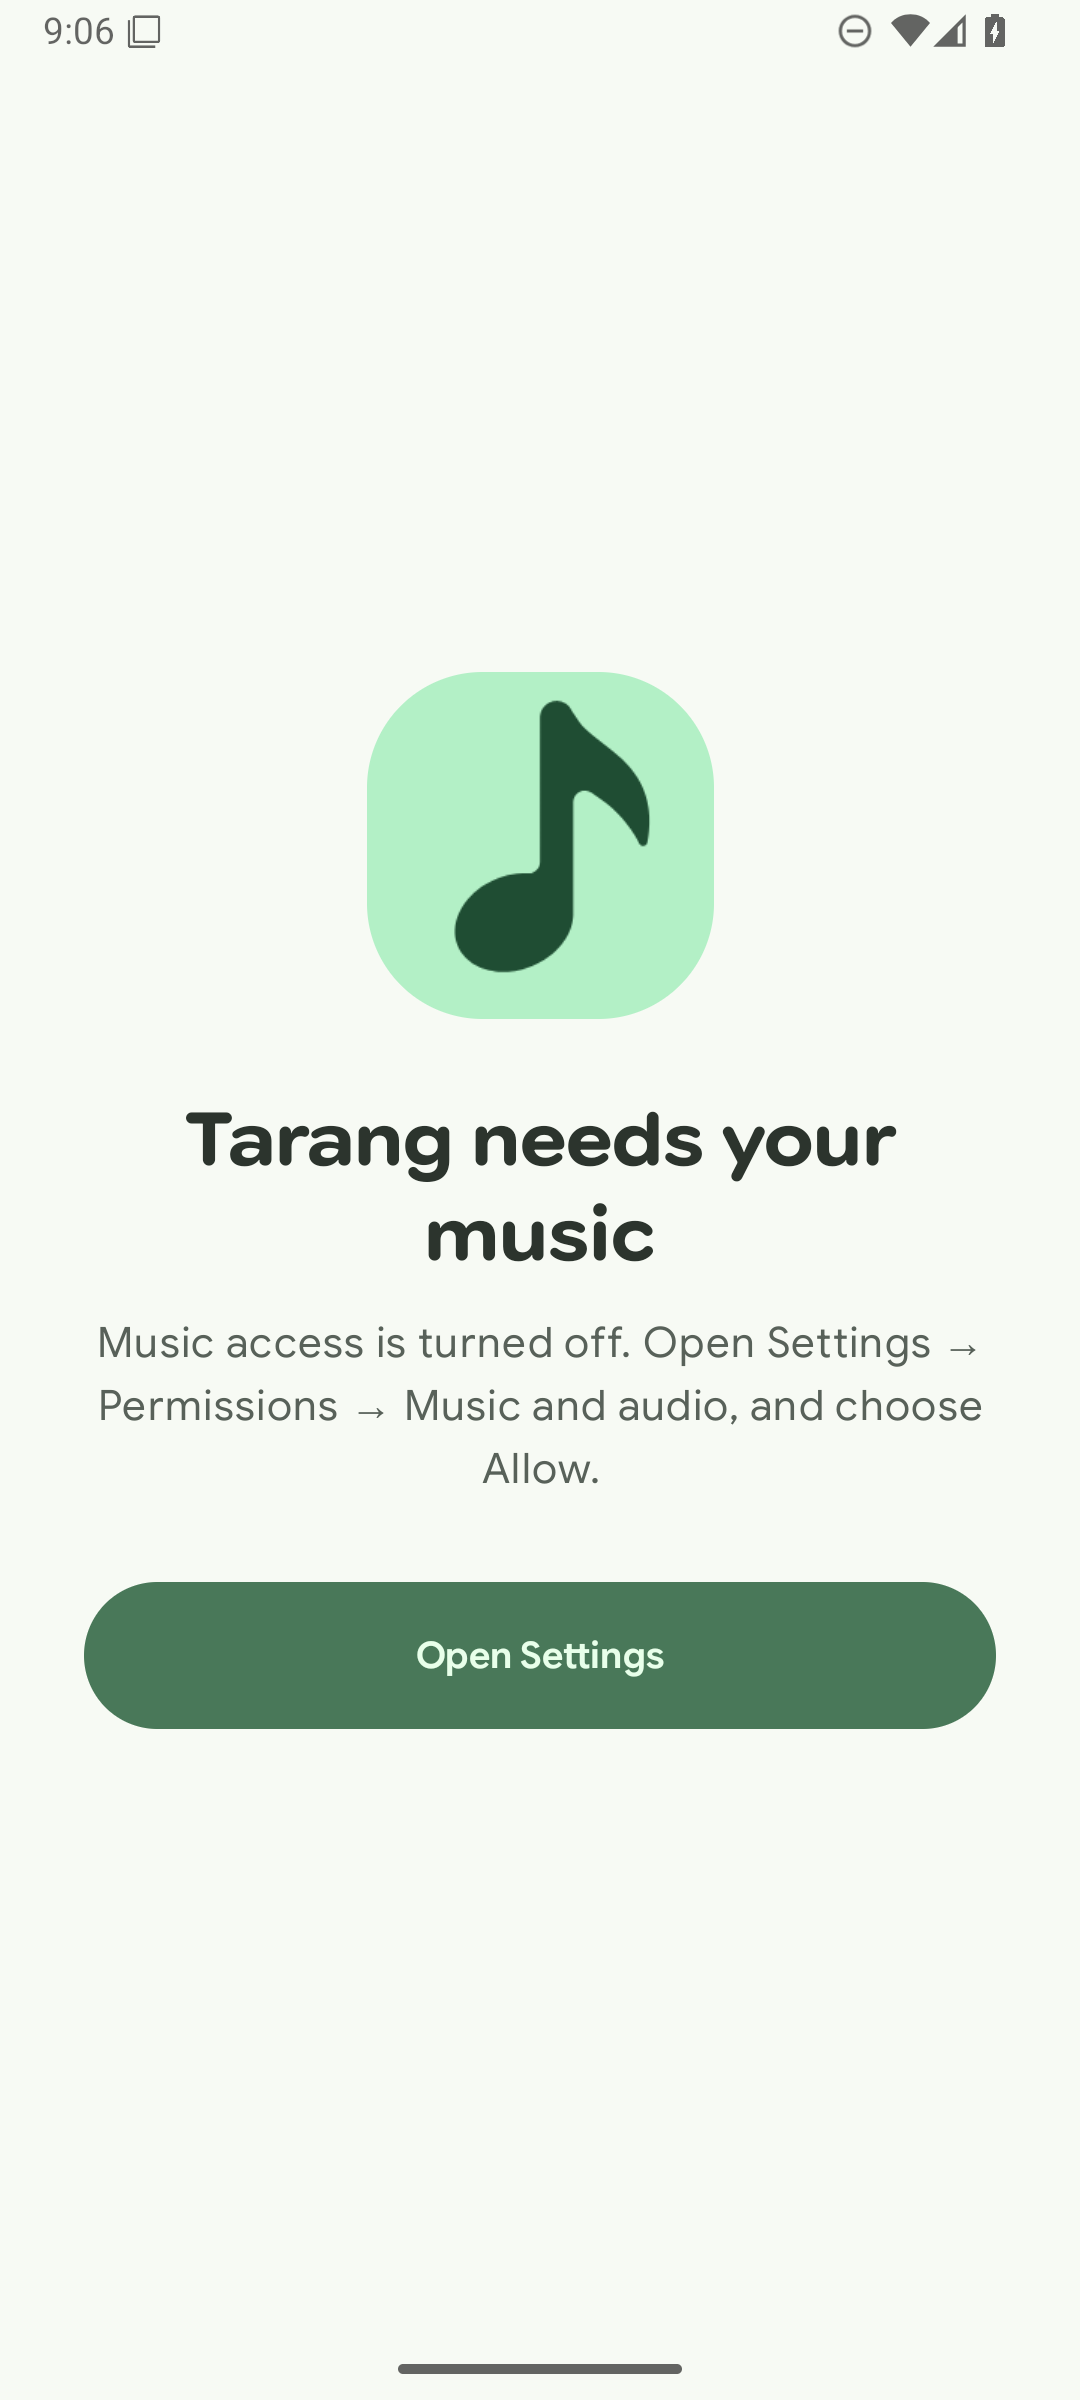 9:06
Tarang needs your
music
Music access is turned off. Open Settings →
Permissions → Music and audio, and choose
Allow.
Open Settings